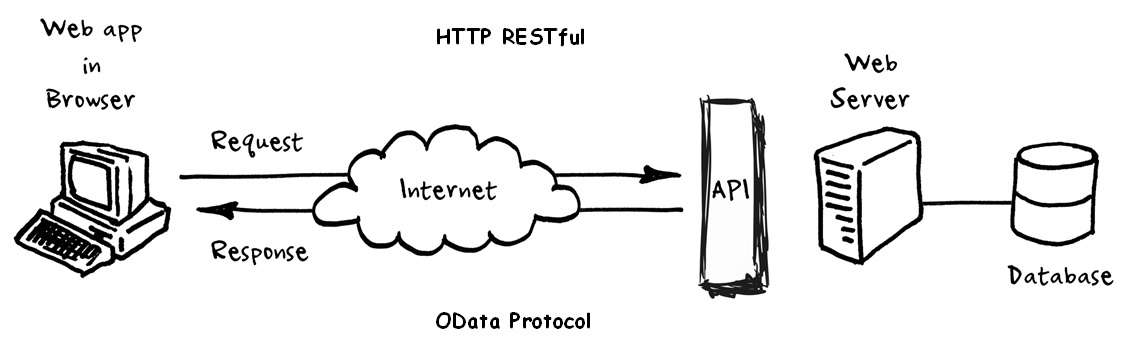 Web app
in
Browser
HTTP RESTful
Request
Internet
Response
OData Protocol
API
Web
Server
Database